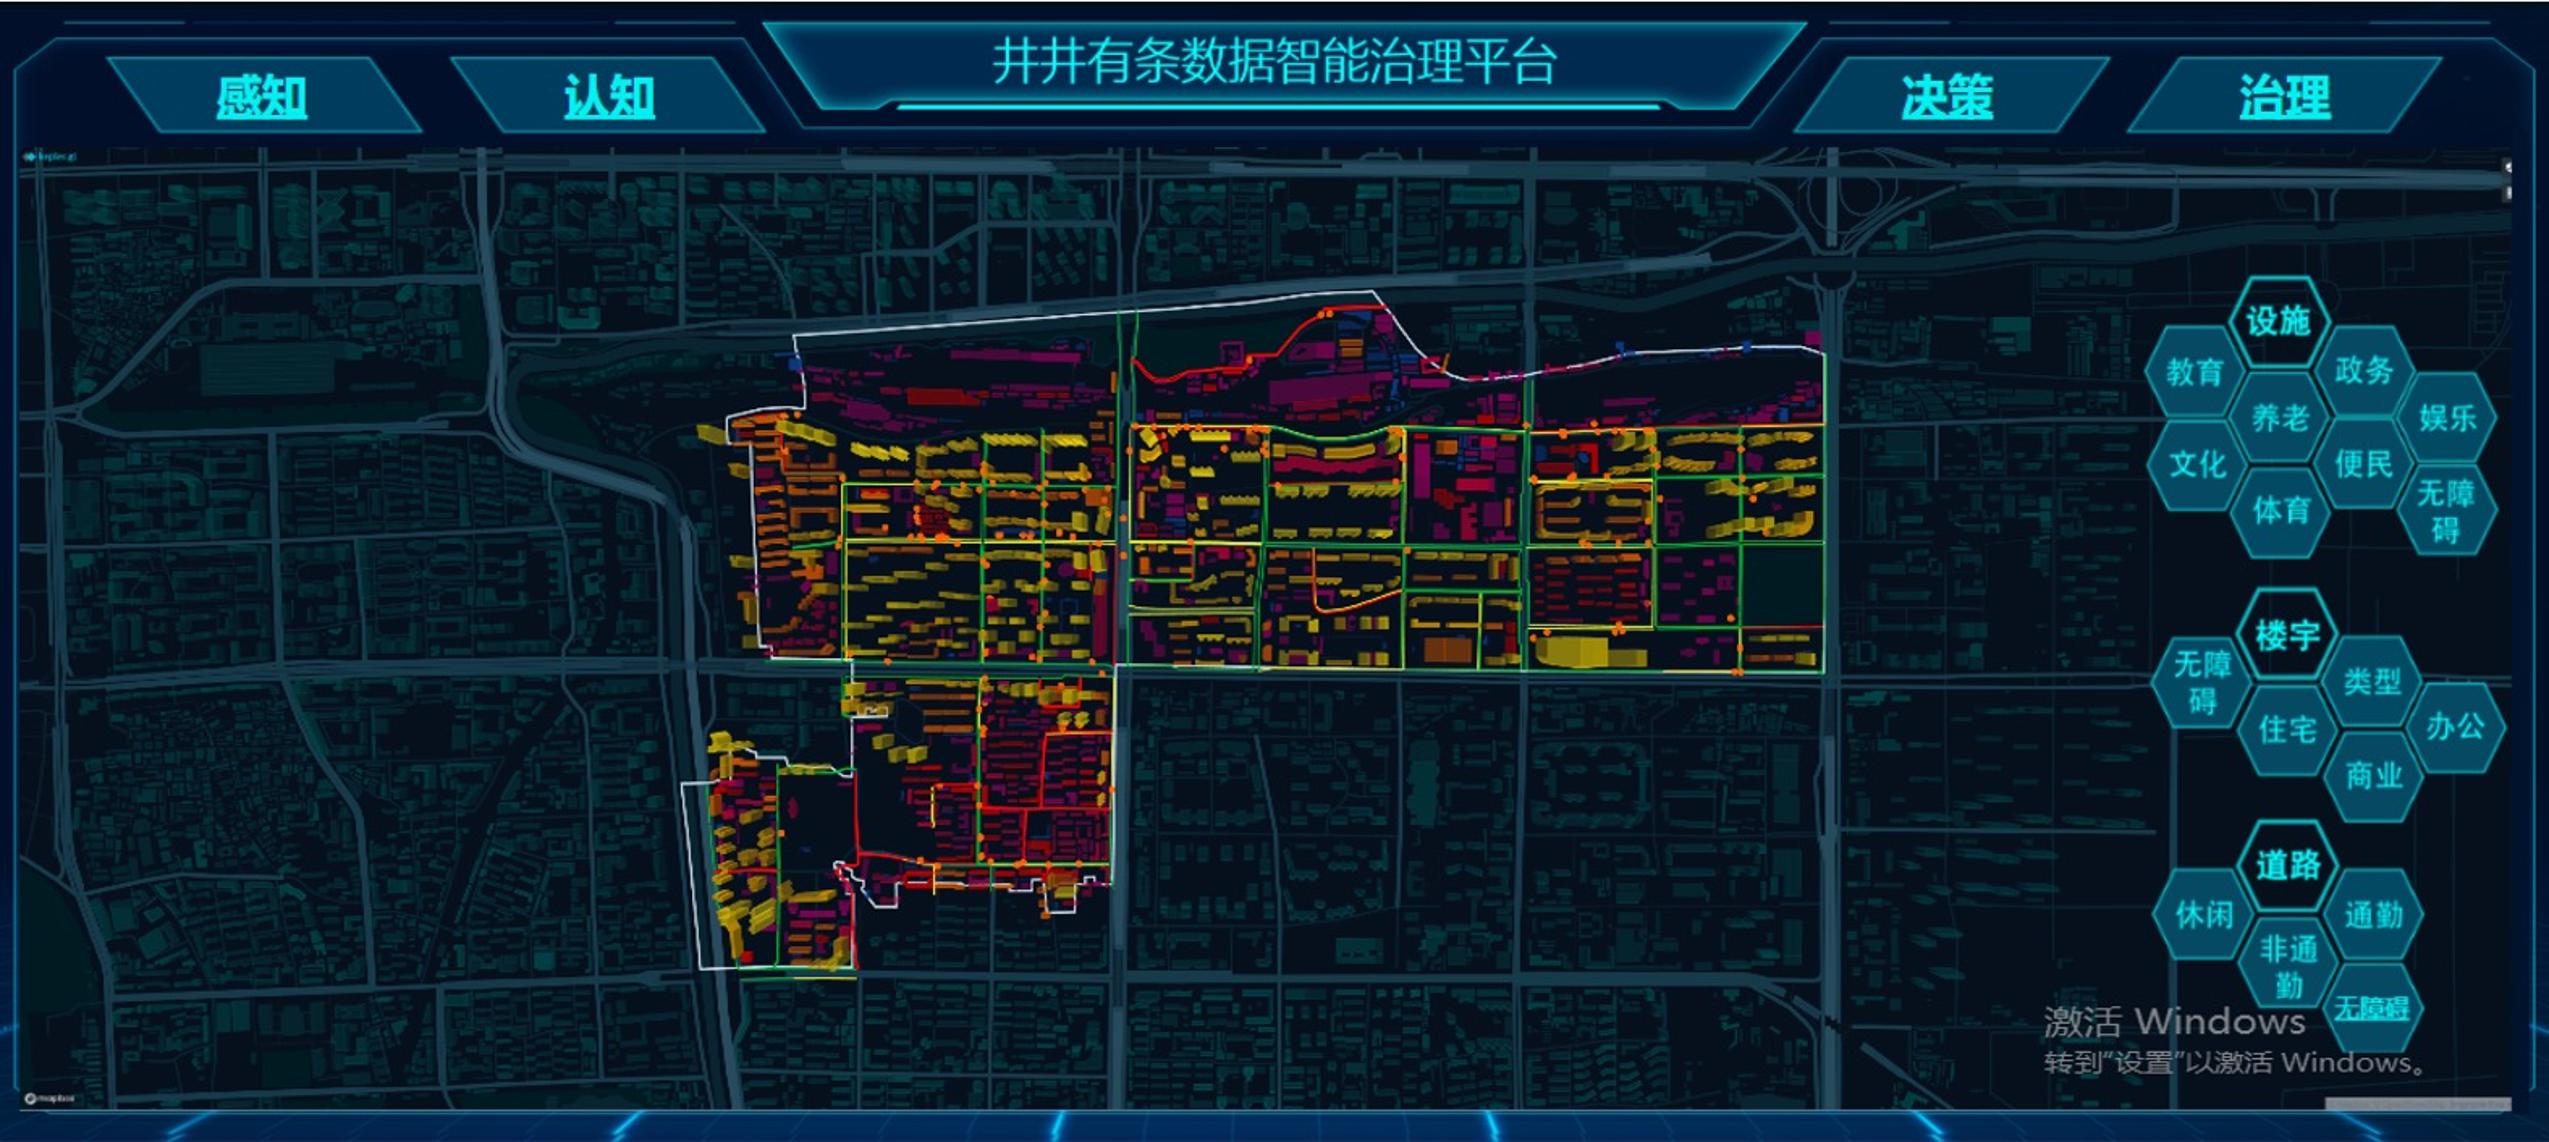 井井有条数据智能治理平台
感知
认知
决策
治理
kepler.gl
设施
教育
政务
养老
娱乐
文化
便民
体育
无障
碍
楼宇
无障
碍
类型
住宅
办公
商业
道路
休闲
通勤
非通
勤
无障碍
激活 Windows
转到“设置”以激活 Windows。
mapbox